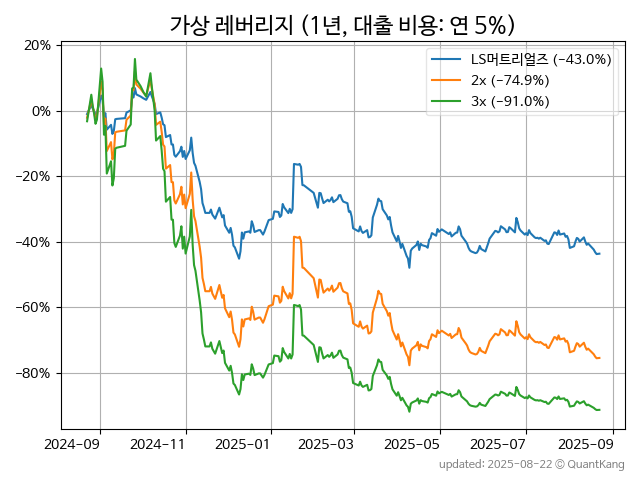 가상 레버리지 (1년, 대출 비용: 연 5%)
LS머트리얼즈 (−43.0%)
2x (−74.9%)
3x (−91.0%)
20%
0%
−20%
−40%
−60%
−80%
2024-09 2024-11 2025-01 2025-03 2025-05 2025-07 2025-09
updated: 2025-08-22 © QuantKang